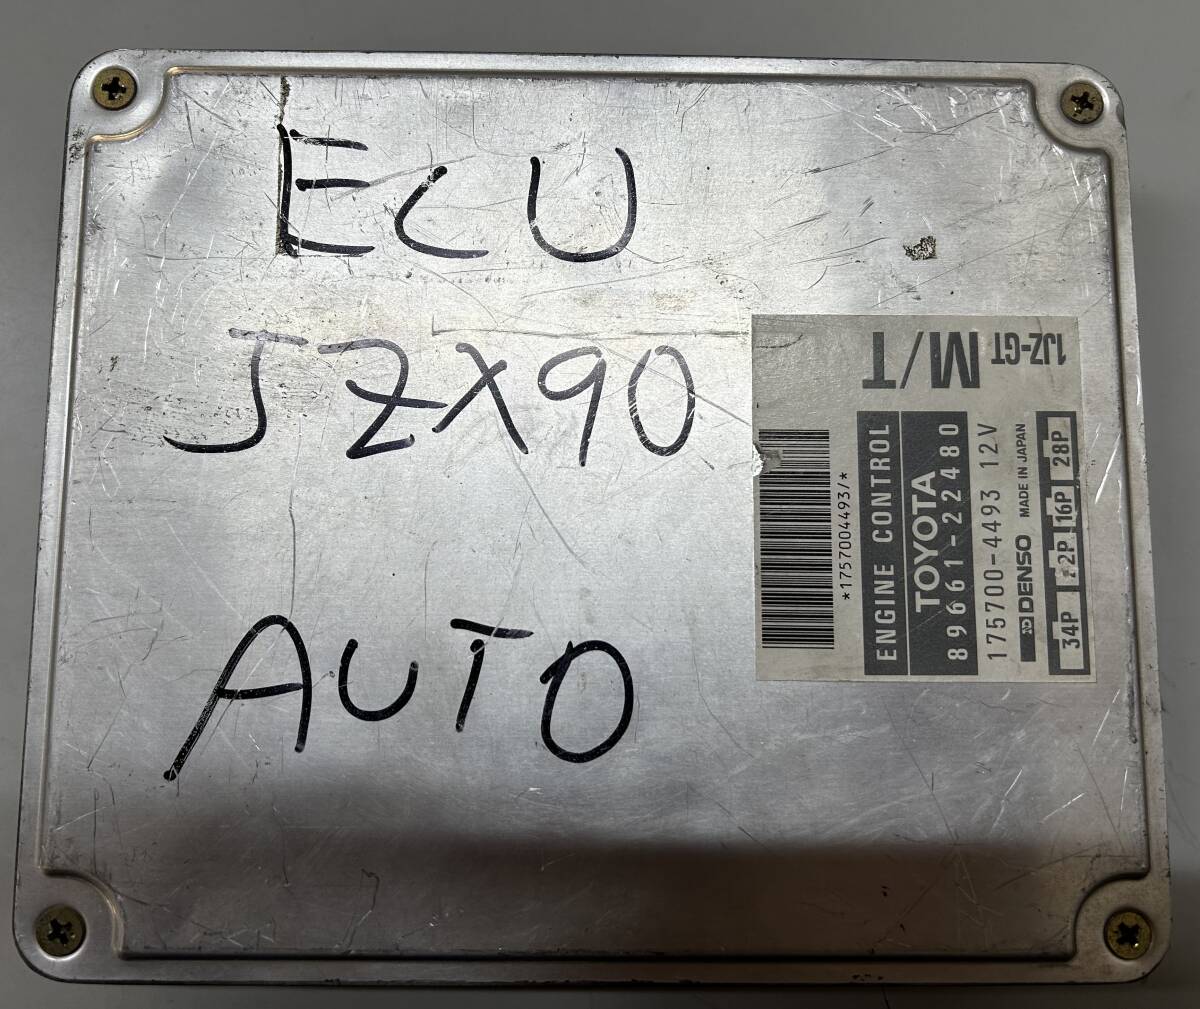 ECU
JZX90
AUTO
1JZ-GT
M/T
*1757004493/*
ENGINE CONTROL
TOYOTA
89661-22480
175700-4493 12V
DENSO MADE IN JAPAN
34P 16P 28P